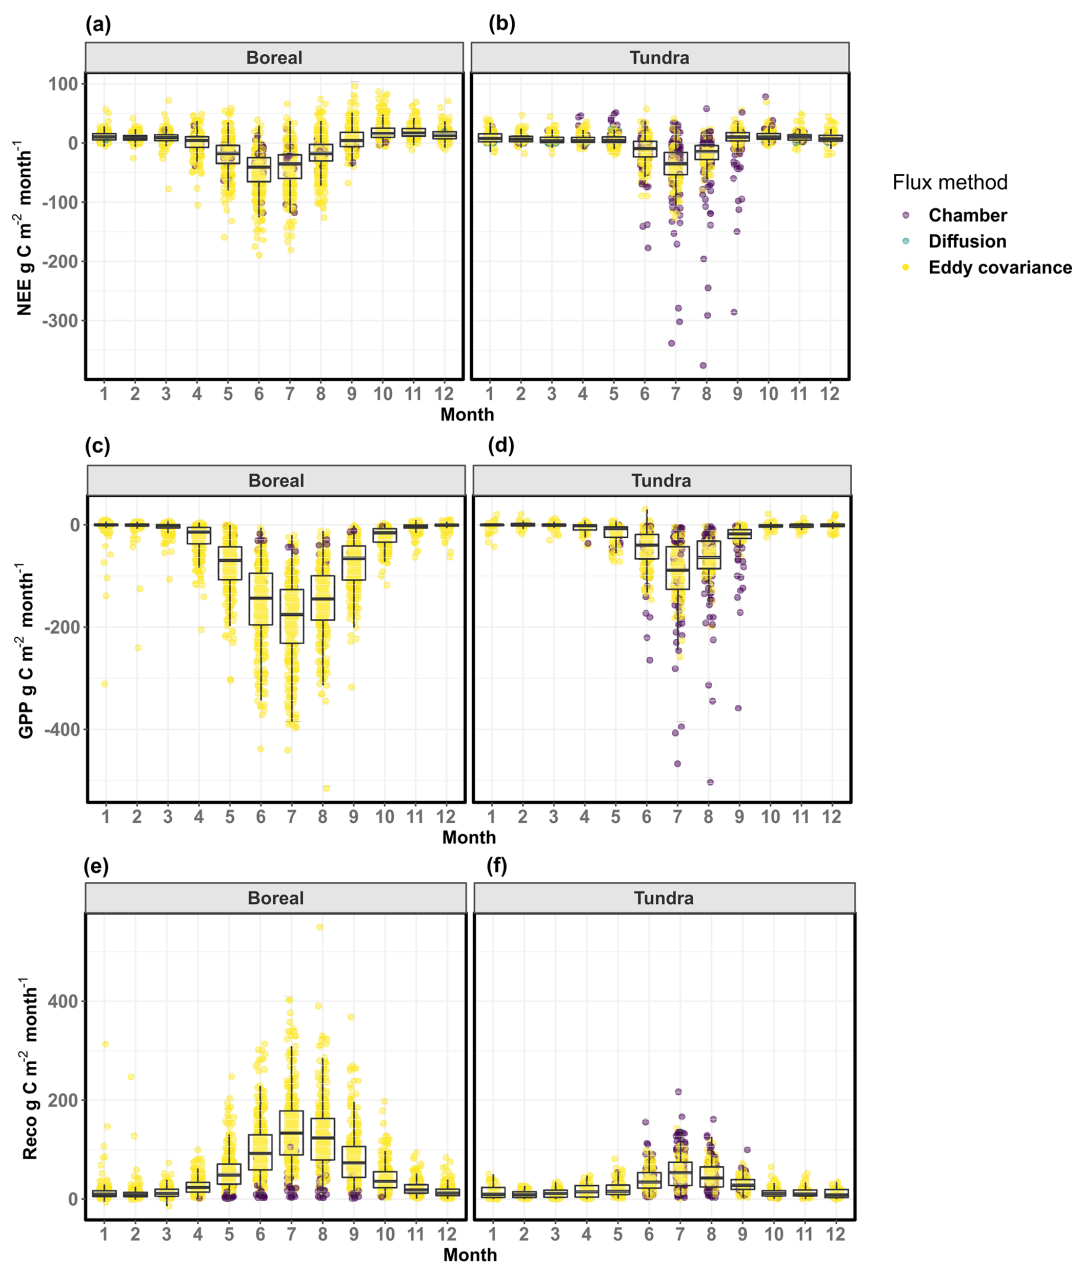 (a) (b)
Boreal Tundra
100
0
-100
-200
-300
NEE g C m-2 month-1
1 2 3 4 5 6 7 8 9 10 11 12 1 2 3 4 5 6 7 8 9 10 11 12
Month
Flux method
Chamber
Diffusion
Eddy covariance
(c) (d)
Boreal Tundra
0
-200
-400
GPP g C m-2 month-1
1 2 3 4 5 6 7 8 9 10 11 12 1 2 3 4 5 6 7 8 9 10 11 12
Month
(e) (f)
Boreal Tundra
400
200
0
Reco g C m-2 month-1
1 2 3 4 5 6 7 8 9 10 11 12 1 2 3 4 5 6 7 8 9 10 11 12
Month